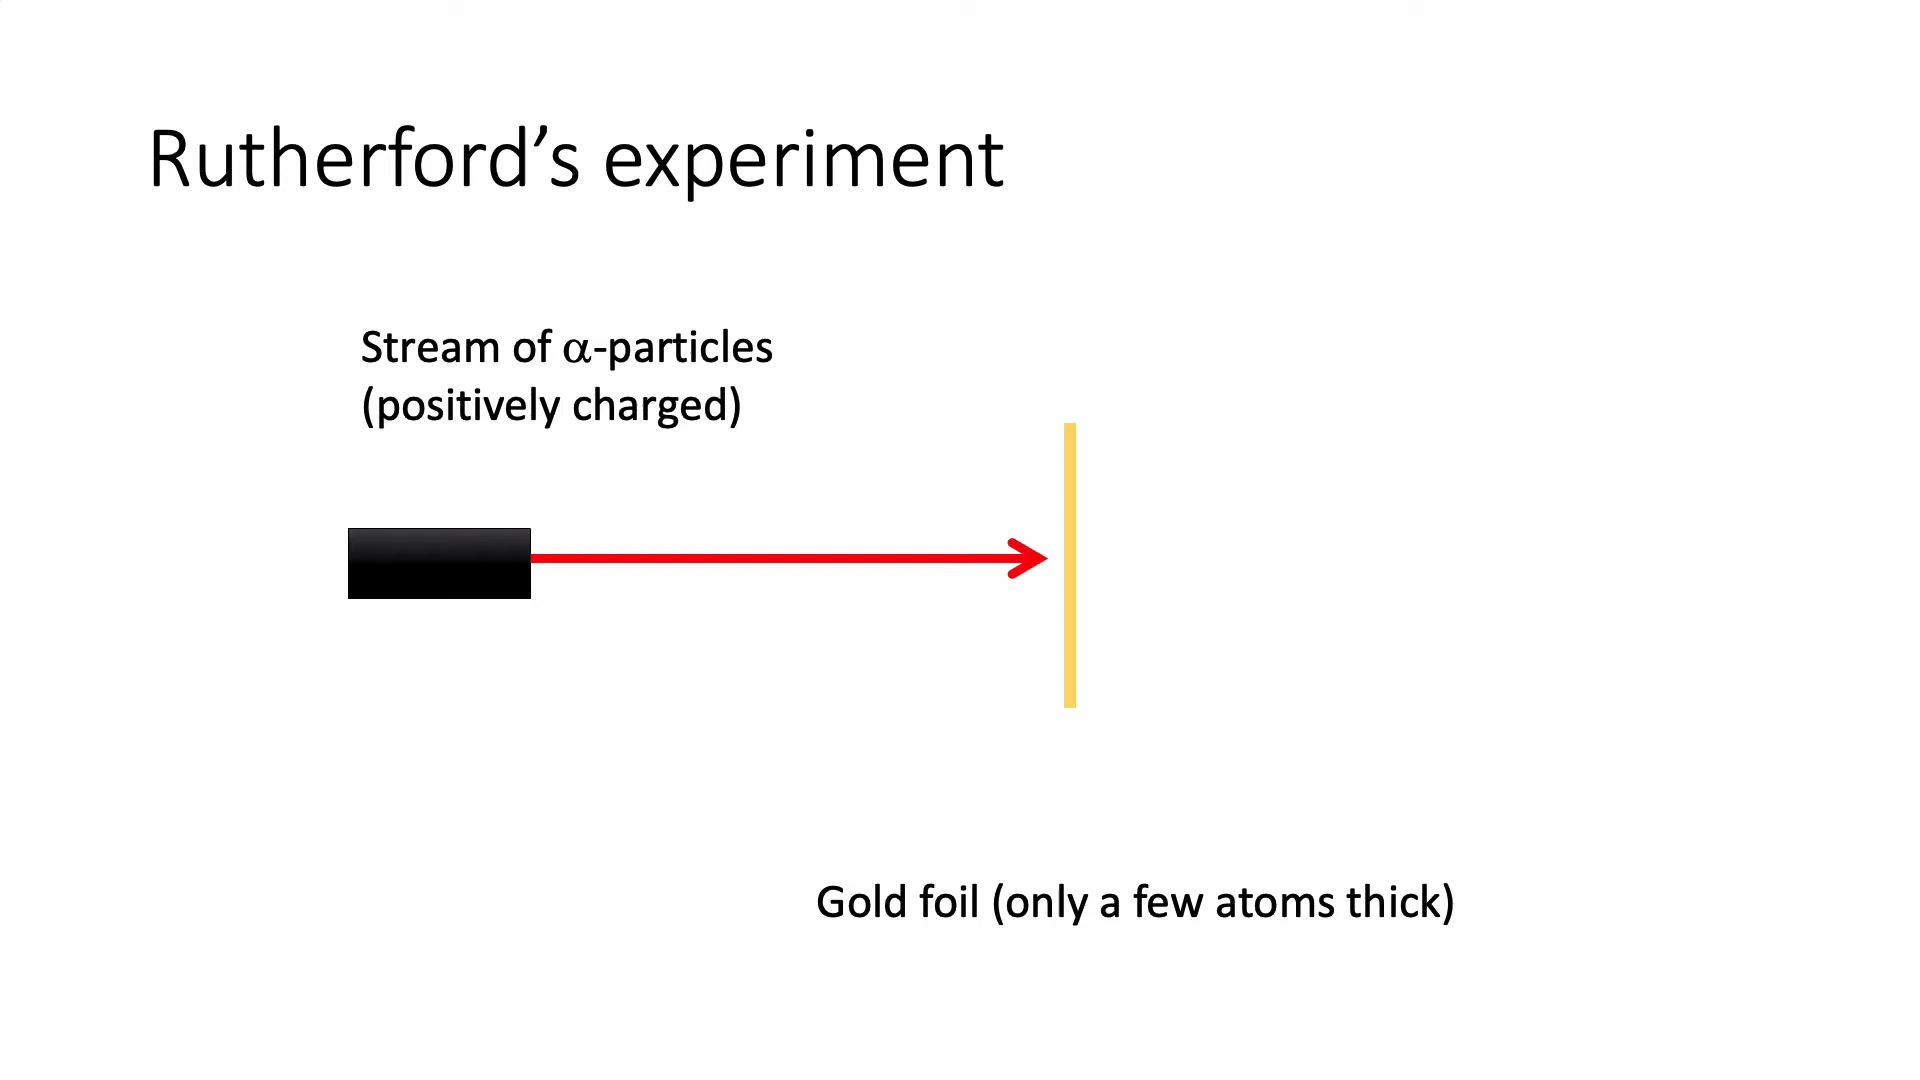 Rutherford’s experiment
Stream of α-particles
(positively charged)
Gold foil (only a few atoms thick)